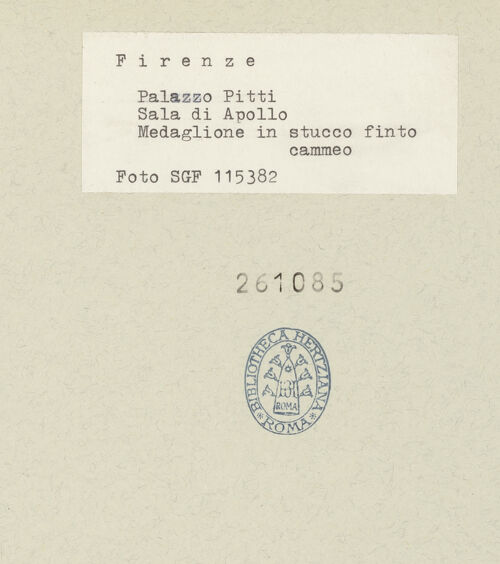 Firenze
Palazzo Pitti
Sala di Apollo
Medaglione in stucco finto
cammeo
Foto SGF 115382
261085
BIBLIOTHECA HERTZIANA
ROMA
* ROMA *